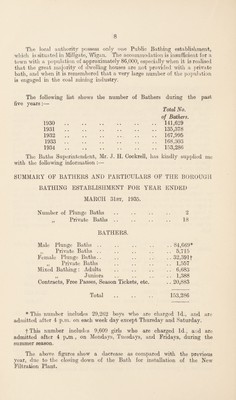 8
The local authority possess only one Public Bathing establishment,
which is situated in Millgate, Wigan. The accommodation is insufficient for a
town with a population of approximately 86,000, especially when it is realised
that the great majority of dwelling houses are not provided with a private
bath, and when it is remembered that a very large number of the population
is engaged in the coal mining industry.
The following list shows the number of Bathers during the past
five years :—
Total No.
of Bathers.
1930 .. .. .. .. .. .. 141,629
1931 .. .. .. .. .. .. 135,378
1932 .. .. .. .. .. .. 167,995
1933 .. .. .. .. .. .. 168,595
1934 .. .. .. .. .. .. 153,286
The Baths Superintendent, Mr. J. H. Cockrell, has kindly supplied me
with the following information :—
SUMMARY OF BATHERS AND PARTICULARS OF THE BOROUGH
BATHING ESTABLISHMENT FOR YEAR ENDED
MARCH 31st, 1935.
Number of Plunge Baths .. .. .. .. 2
„ Private Baths .. .. .. .. 18
BATHERS.
Male Plunge Baths .. .. .. .. .. 84,669*
„ Private Baths .. .. .. .. .. 5,715
Female Plunge Baths .. .. .. .. .. 32,391†
„ Private Baths .. .. .. .. 1,557
Mixed Bathing : Adults .. .. .. .. 6,683
Juniors .. .. .. .. 1,388
Contracts, Free Passes, Season Tickets, etc. .. 20,883
Total .. .. .. 153,286
* This number includes 29,262 boys who are charged 1d., and are
admitted after 4 p.m. on each week day except Thursday and Saturday.
† This number includes 9,609 girls who are charged 1d., and are
admitted after 4 p.m., on Mondays, Tuesdays, and Fridays, during the
summer season.
The above figures show a decrease as compared with the previous
year, due to the closing down of the Bath for installation of the New
Filtration Plant.